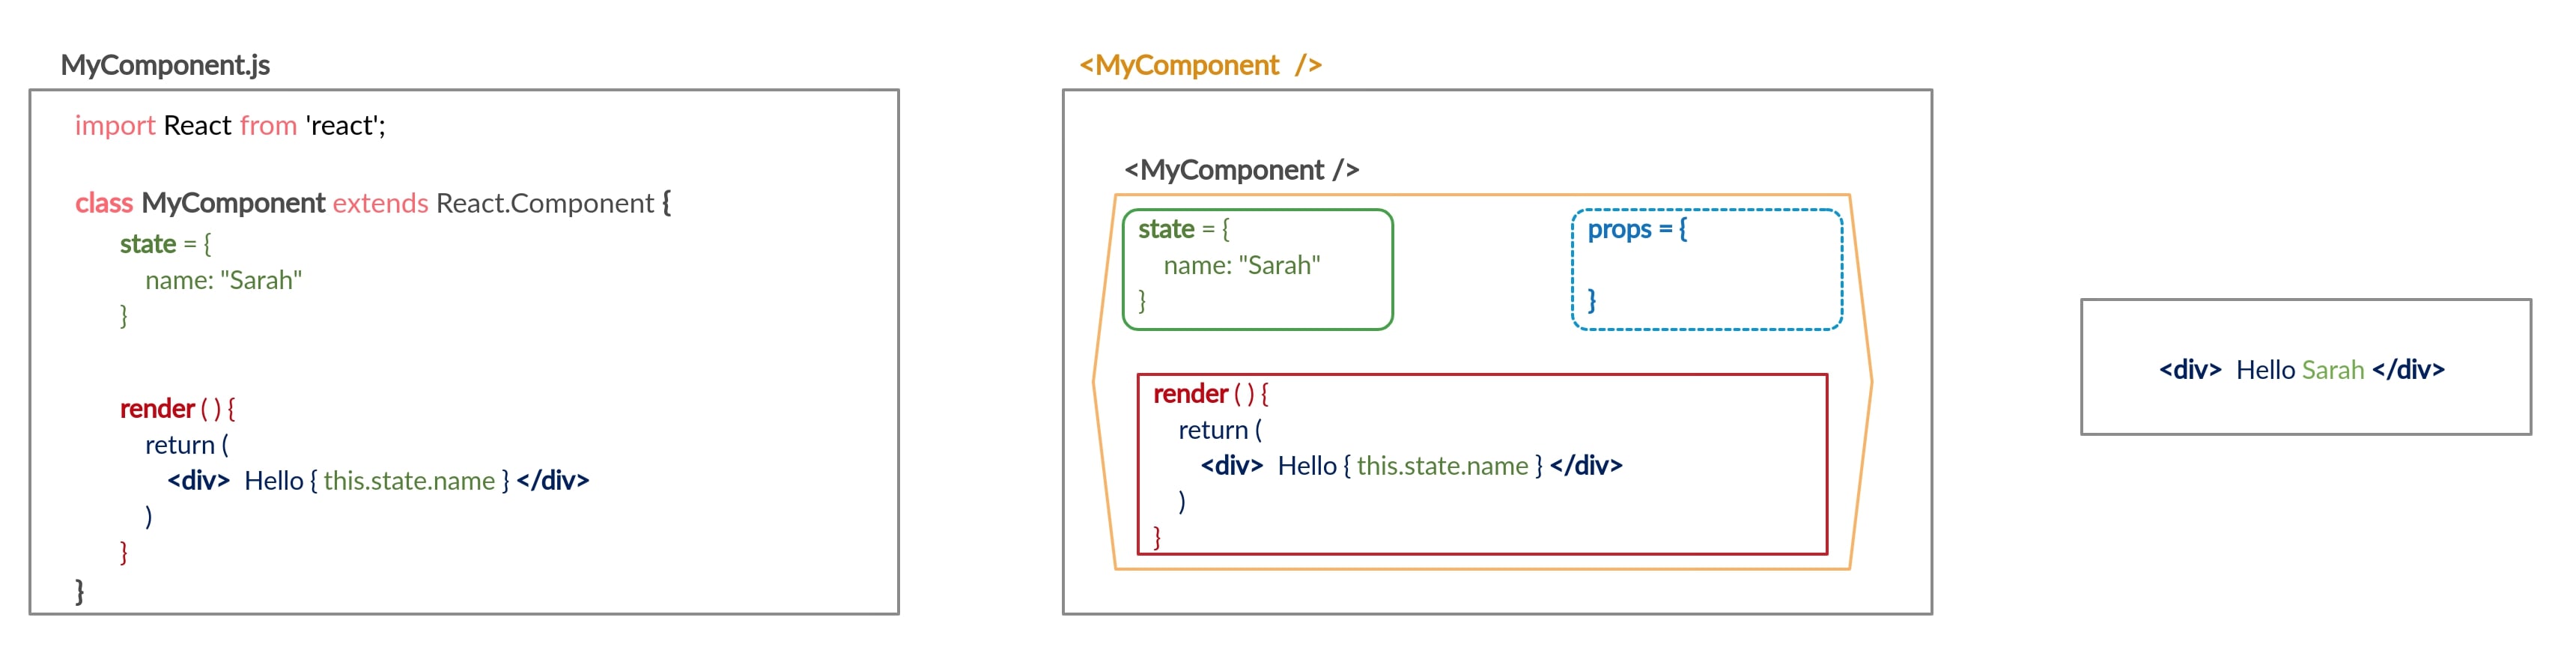 MyComponent.js
import React from 'react';
class MyComponent extends React.Component {
state = {
name: "Sarah"
}
render ( ) {
return (
<div> Hello { this.state.name } </div>
)
}
}
<MyComponent />
<MyComponent />
state = {
name: "Sarah"
}
props = {
}
render ( ) {
return (
<div> Hello { this.state.name } </div>
)
}
<div> Hello Sarah </div>